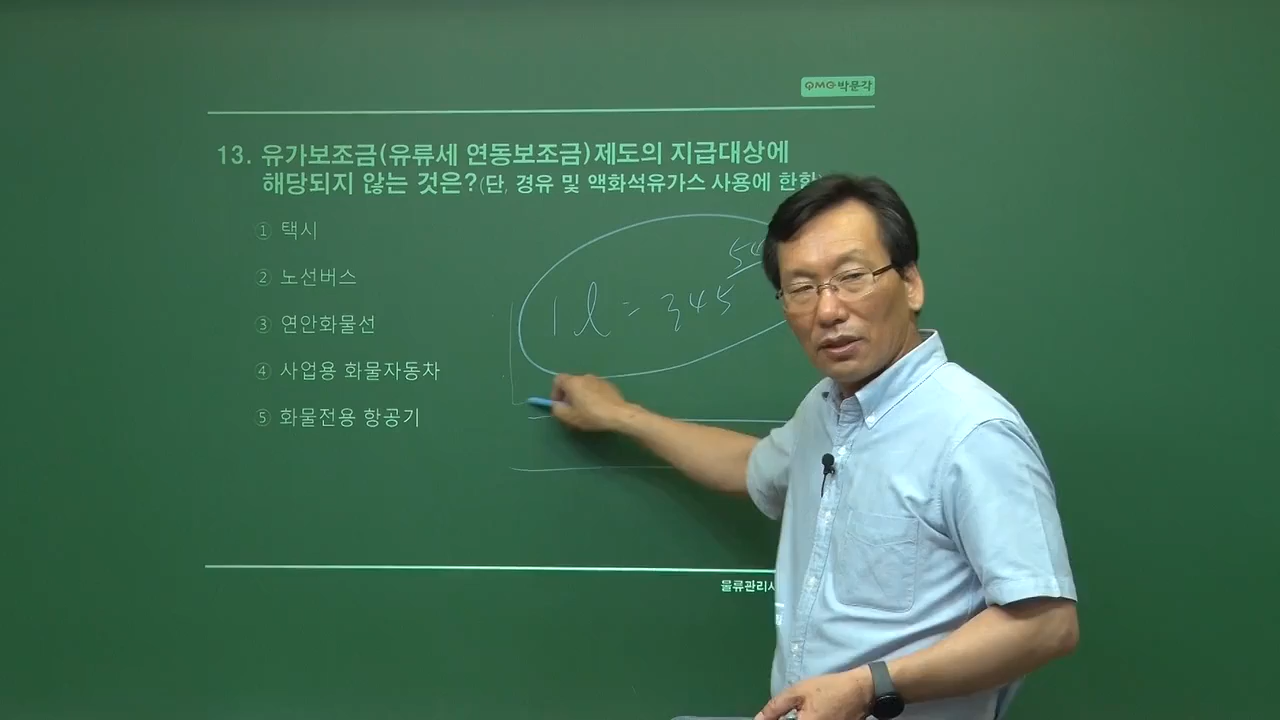 QMG박문각
13. 유가보조금(유류세 연동보조금)제도의 지급대상에
해당되지 않는 것은?(단, 경유 및 액화석유가스 사용에 한함)
① 택시
② 노선버스
③ 연안화물선
④ 사업용 화물자동차
⑤ 화물전용 항공기
54
1l = 345
물류관리사